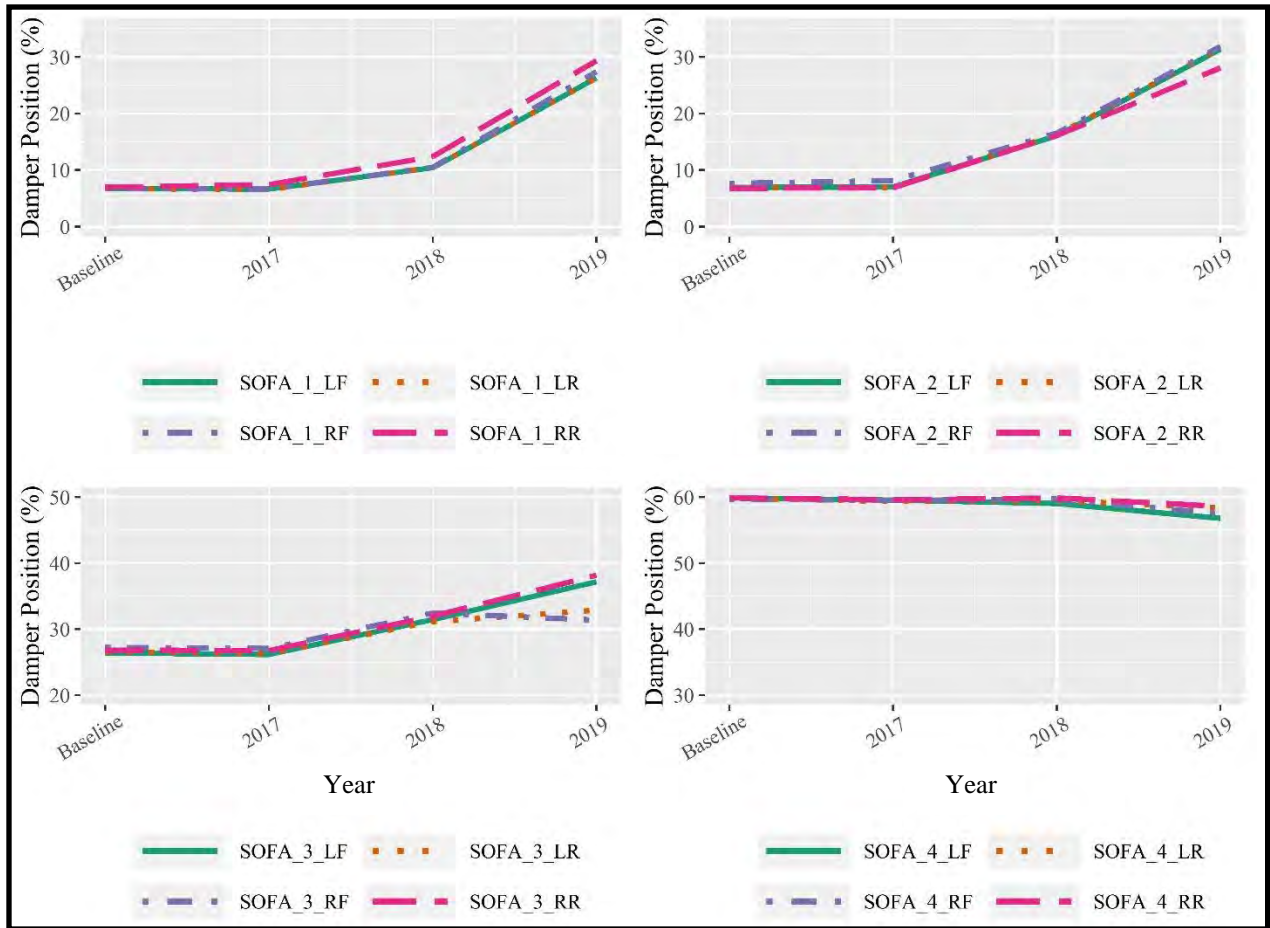 Damper Position (%)
30
20
10
0
Baseline
2017
2018
2019
SOFA_1_LF
SOFA_1_LR
SOFA_1_RF
SOFA_1_RR
Damper Position (%)
30
20
10
0
Baseline
2017
2018
2019
SOFA_2_LF
SOFA_2_LR
SOFA_2_RF
SOFA_2_RR
Damper Position (%)
50
40
30
20
Baseline
2017
2018
2019
Year
SOFA_3_LF
SOFA_3_LR
SOFA_3_RF
SOFA_3_RR
Damper Position (%)
60
50
40
30
Baseline
2017
2018
2019
Year
SOFA_4_LF
SOFA_4_LR
SOFA_4_RF
SOFA_4_RR